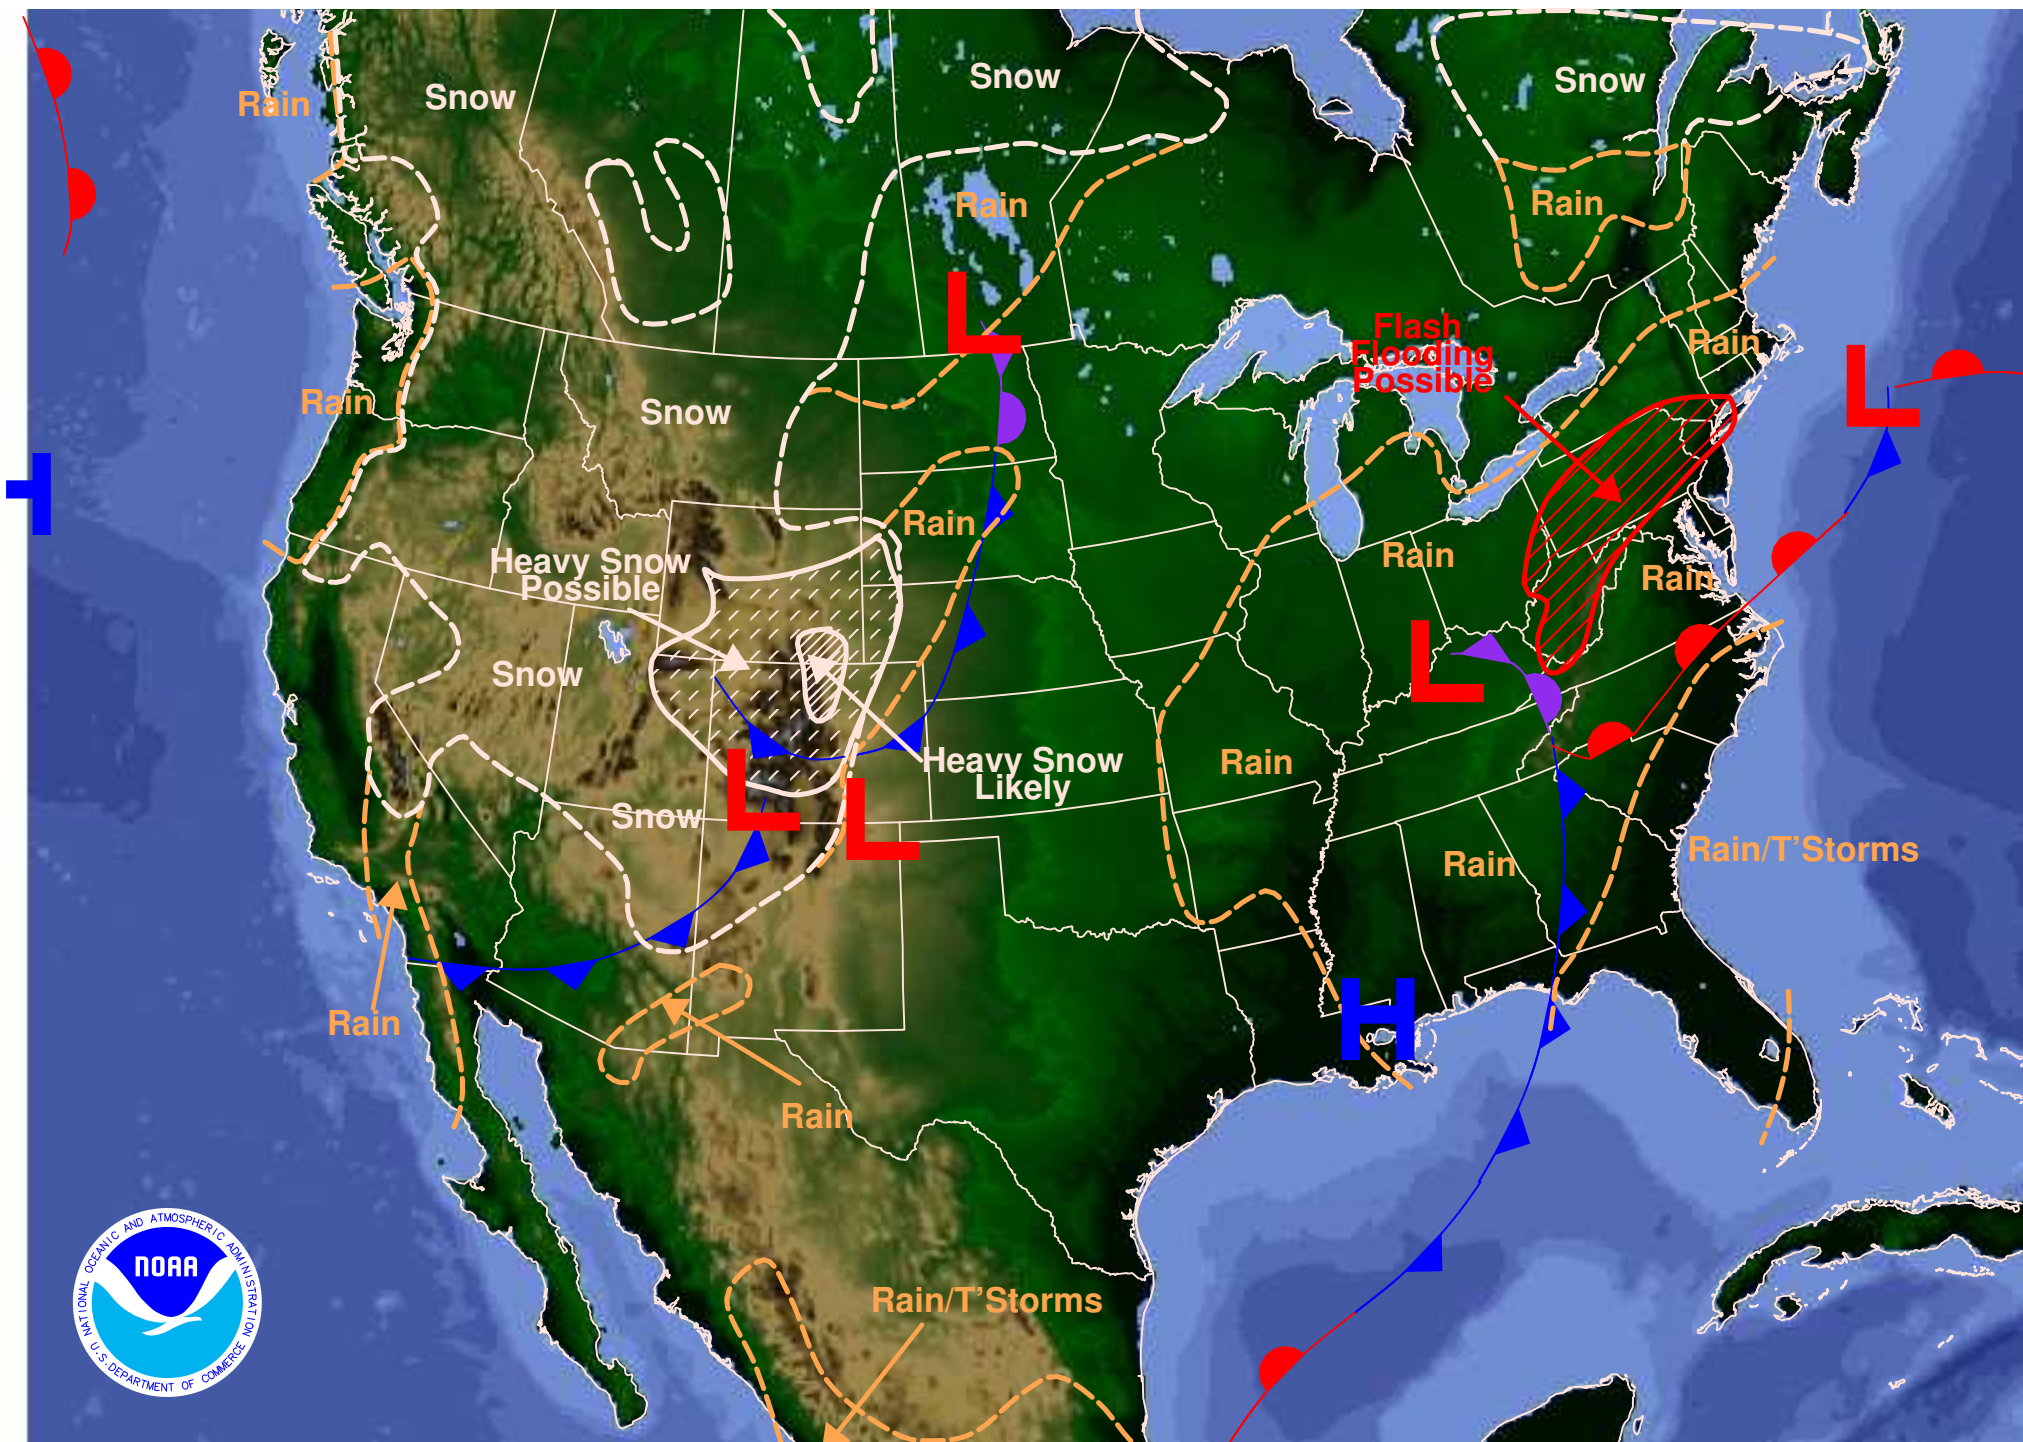 Snow
Snow
Snow
Rain
Rain
Rain
L
Flash
Flooding
Possible
Rain
L
Rain
Snow
H
Rain
Heavy Snow
Possible
Rain
Rain
L
Snow
Heavy Snow
Likely
Rain
L
Snow
L
Rain
Rain/T'Storms
Rain
H
Rain
Rain/T'Storms
NATIONAL OCEANIC AND ATMOSPHERIC ADMINISTRATION
NOAA
U.S. DEPARTMENT OF COMMERCE